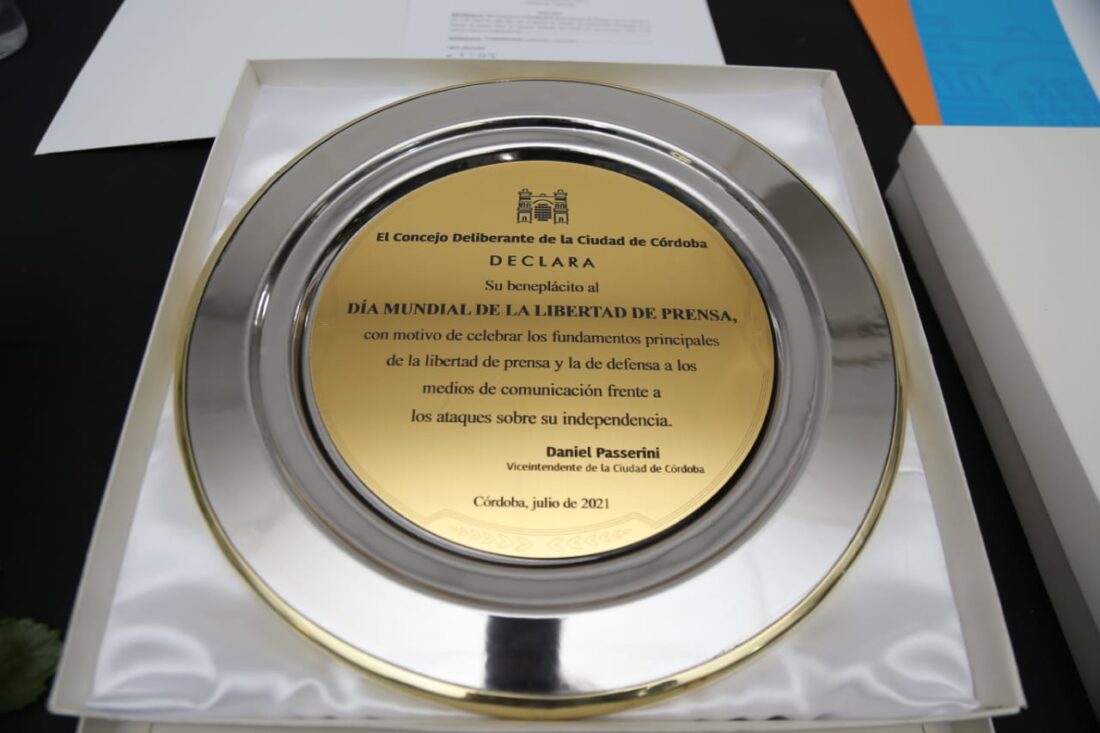 El Concejo Deliberante de la Ciudad de Córdoba
DECLARA
Su beneplácito al
DÍA MUNDIAL DE LA LIBERTAD DE PRENSA,
con motivo de celebrar los fundamentos principales
de la libertad de prensa y la de defensa a los
medios de comunicación frente a
los ataques sobre su independencia.
Daniel Passerini
Viceintendente de la Ciudad de Córdoba
Córdoba, julio de 2021